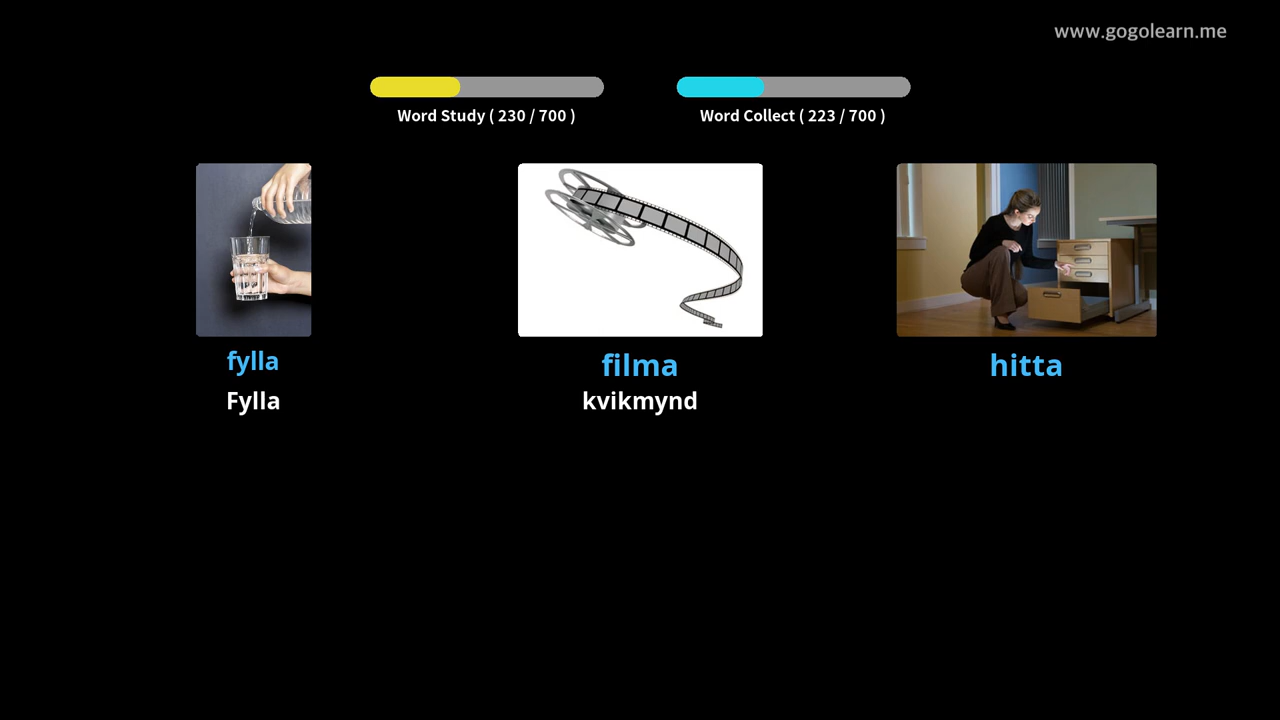 www.gogolearn.me
Word Study ( 230 / 700 )
Word Collect ( 223 / 700 )
fylla
Fylla
filma
kvikmynd
hitta